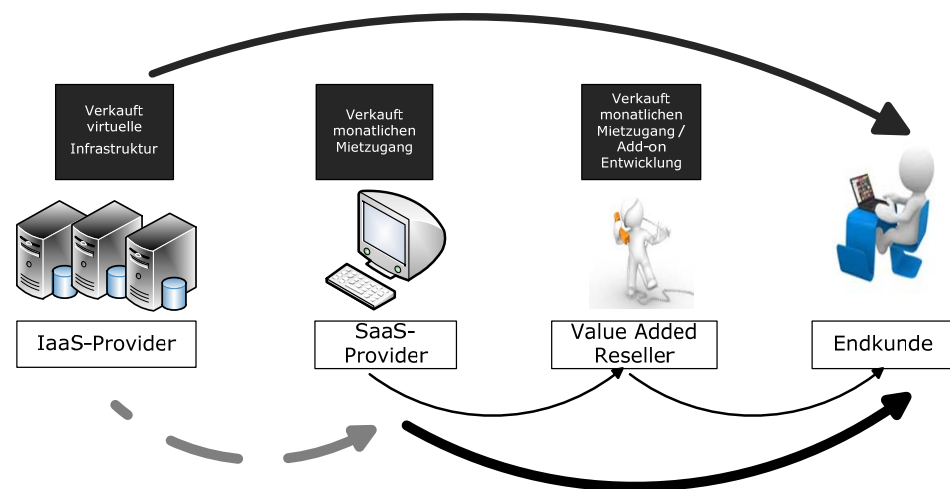 Verkauft
virtuelle
Infrastruktur
Verkauft
monatlichen
Mietzugang
Verkauft
monatlichen
Mietzugang /
Add-on
Entwicklung
IaaS-Provider
SaaS-
Provider
Value Added
Reseller
Endkunde